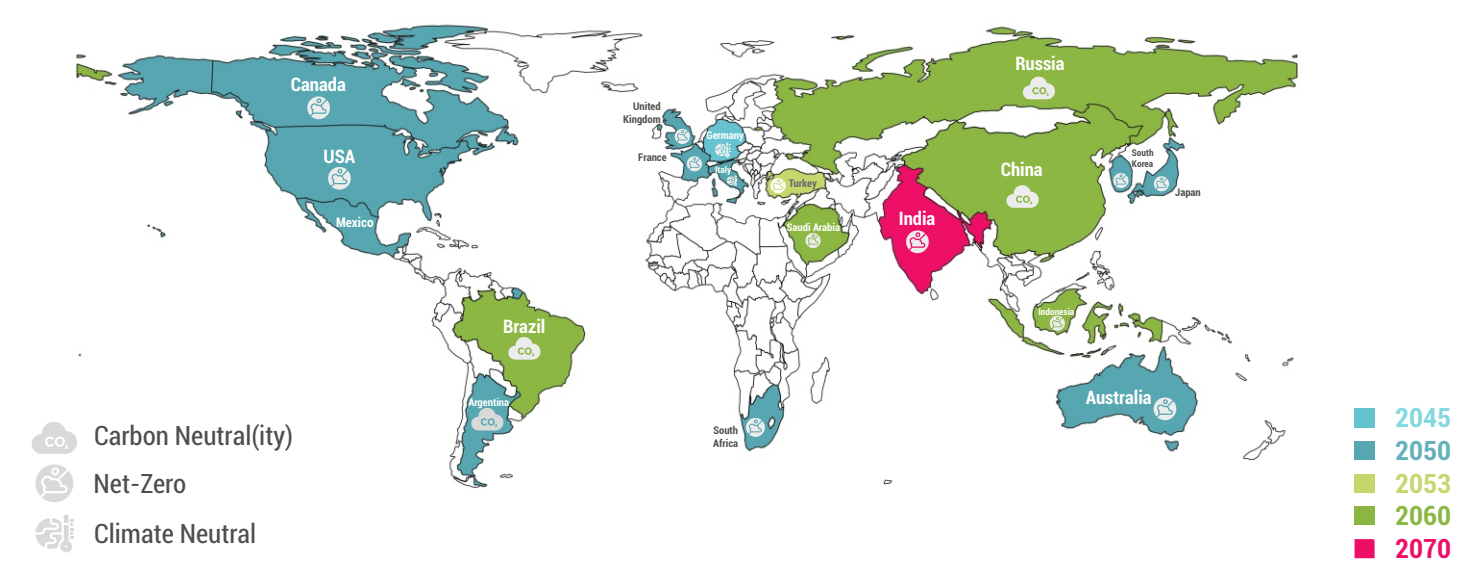 Canada
Russia
CO₂
United
Kingdom
Germany
USA
France
Italy
South
Korea
China
CO₂
Turkey
Japan
Mexico
India
Saudi Arabia
Indonesia
Brazil
CO₂
Argentina
CO₂
Australia
South
Africa
CO₂ Carbon Neutral(ity)
Net-Zero
Climate Neutral
2045
2050
2053
2060
2070